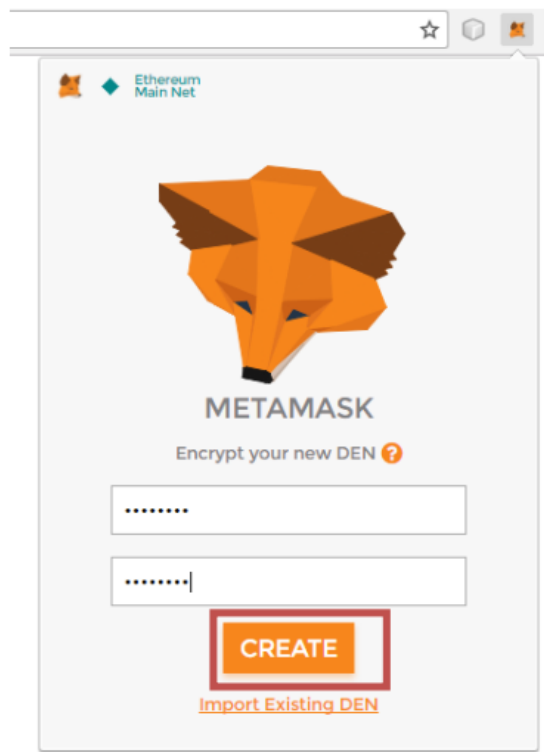 Ethereum
Main Net
METAMASK
Encrypt your new DEN ?
••••••••
••••••••
CREATE
Import Existing DEN